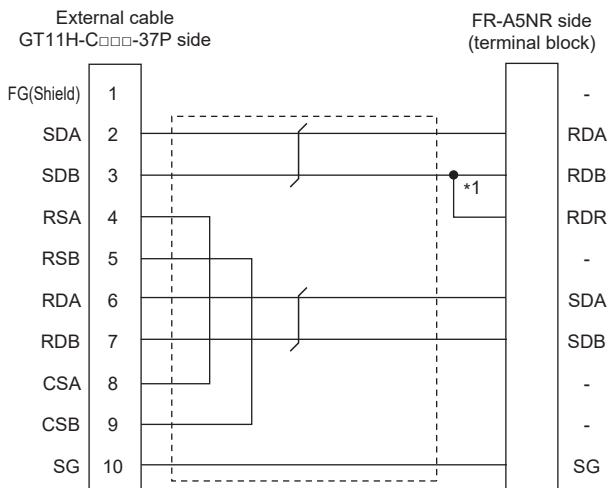 External cable
GT11H-C□□□-37P side
FR-A5NR side
(terminal block)
FG(Shield) 1 -
SDA 2 RDA
SDB 3 RDB
*1
RSA 4 RDR
RSB 5 -
RDA 6 SDA
RDB 7 SDB
CSA 8 -
CSB 9 -
SG 10 SG